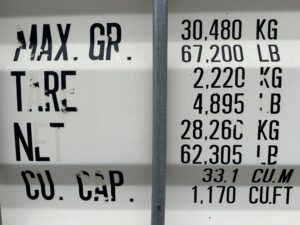 MAX. GR. 30,480 KG
67,200 LB
TARE 2,220 KG
4,895 LB
NET 28,260 KG
62,305 LB
CU. CAP. 33.1 CU.M
1,170 CU.FT